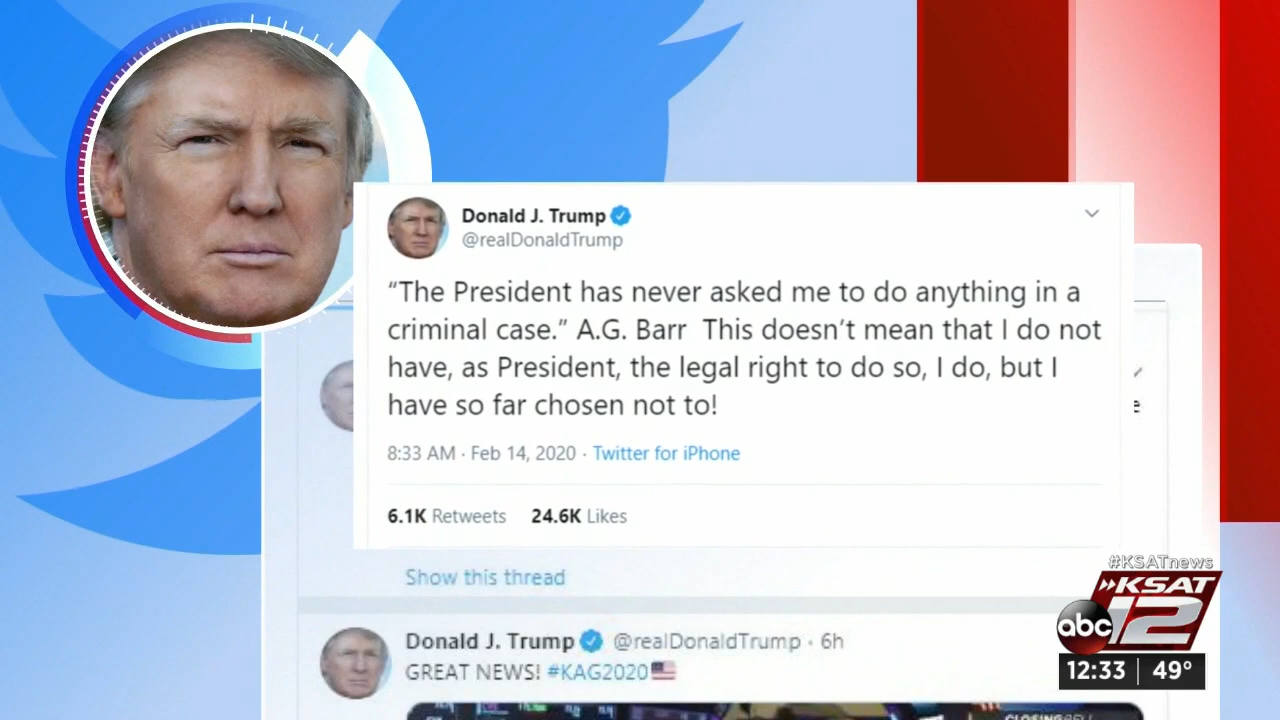 Donald J. Trump
@realDonaldTrump
“The President has never asked me to do anything in a
criminal case.” A.G. Barr  This doesn’t mean that I do not
have, as President, the legal right to do so, I do, but I
have so far chosen not to!
8:33 AM · Feb 14, 2020 · Twitter for iPhone
6.1K Retweets 24.6K Likes
e
Show this thread
Donald J. Trump @realDonaldTrump · 6h
GREAT NEWS! #KAG2020
CLOSING BELL
#KSATnews
KSAT
abc 12
12:33 49°